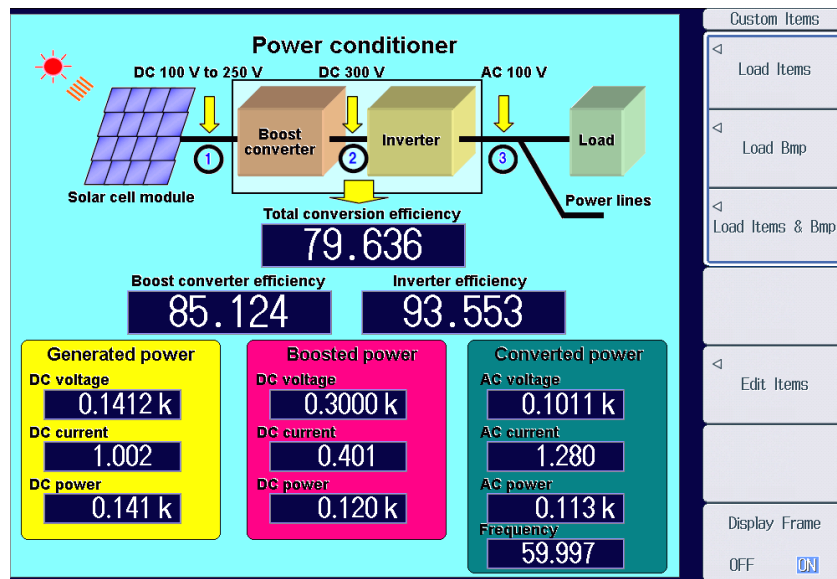 Custom Items
Power conditioner
DC 100 V to 250 V
DC 300 V
AC 100 V
Boost
converter
Inverter
Load
1
2
3
Solar cell module
Power lines
Total conversion efficiency
79.636
Boost converter efficiency
Inverter efficiency
85.124
93.553
Generated power
DC voltage
0.1412 k
DC current
1.002
DC power
0.141 k
Boosted power
DC voltage
0.3000 k
DC current
0.401
DC power
0.120 k
Converted power
AC voltage
0.1011 k
AC current
1.280
AC power
0.113 k
Frequency
59.997
Load Items
Load Bmp
Load Items & Bmp
Edit Items
Display Frame
OFF ON